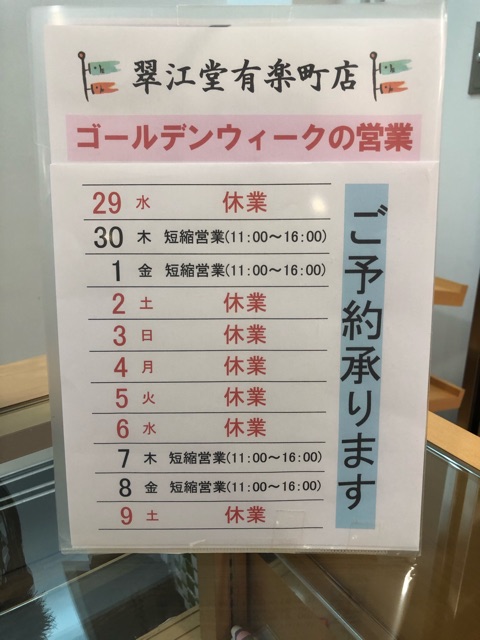 翠江堂有楽町店
ゴールデンウィークの営業
29 水 休業
30 木 短縮営業(11:00～16:00)
1 金 短縮営業(11:00～16:00)
2 土 休業
3 日 休業
4 月 休業
5 火 休業
6 水 休業
7 木 短縮営業(11:00～16:00)
8 金 短縮営業(11:00～16:00)
9 土 休業
ご予約承ります